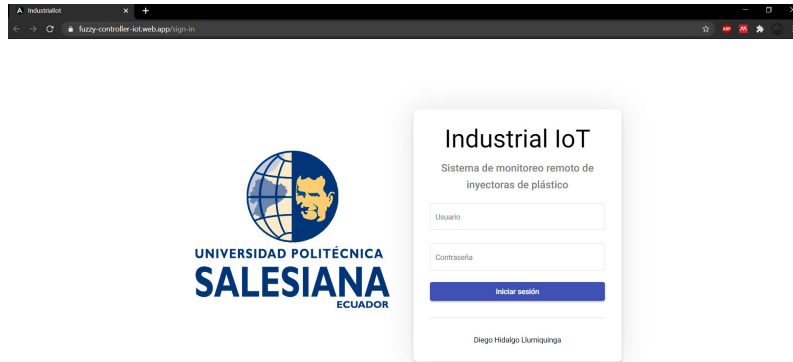 IndustrialIot
fuzzy-controller-iot.web.app/sign-in
ABP
UNIVERSIDAD POLITÉCNICA
SALESIANA
ECUADOR
Industrial IoT
Sistema de monitoreo remoto de
inyectoras de plástico
Usuario
Contraseña
Iniciar sesión
Diego Hidalgo Llumiquinga